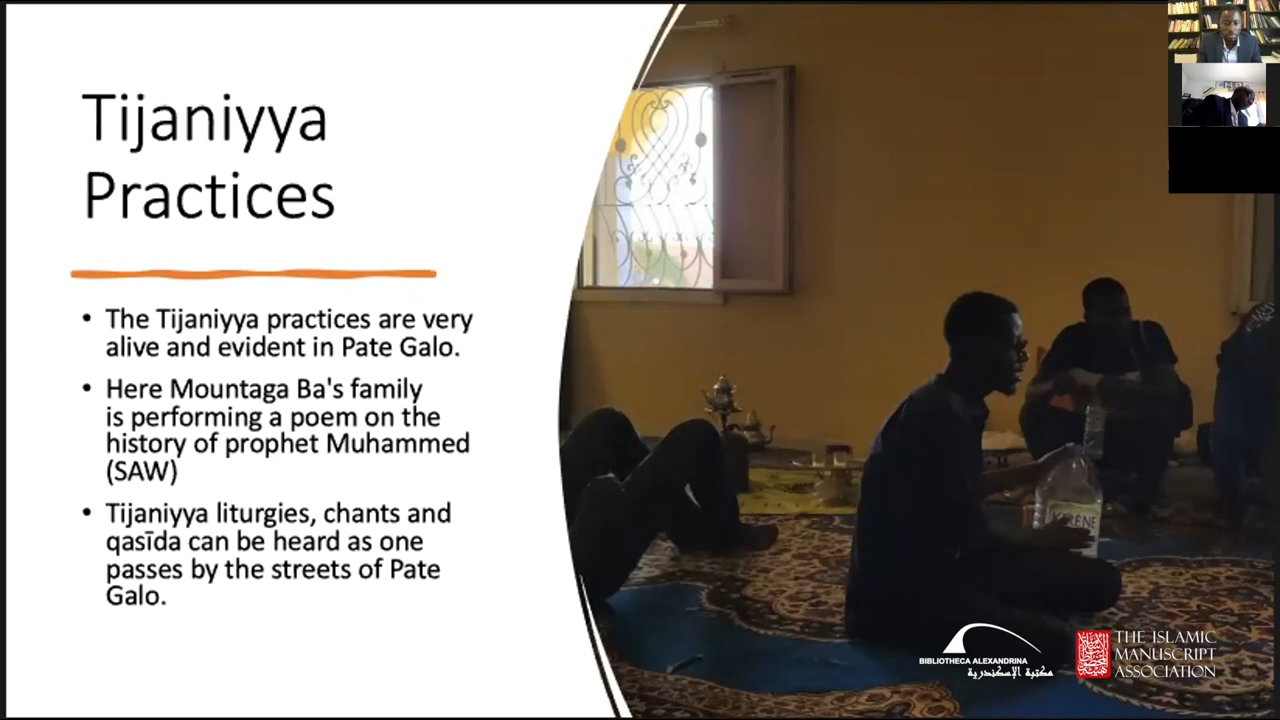 Tijaniyya
Practices
• The Tijaniyya practices are very
alive and evident in Pate Galo.
• Here Mountaga Ba's family
is performing a poem on the
history of prophet Muhammed
(SAW)
• Tijaniyya liturgies, chants and
qasīda can be heard as one
passes by the streets of Pate
Galo.
BIBLIOTHECA ALEXANDRINA
مكتبة الإسكندرية
THE ISLAMIC
MANUSCRIPT
ASSOCIATION